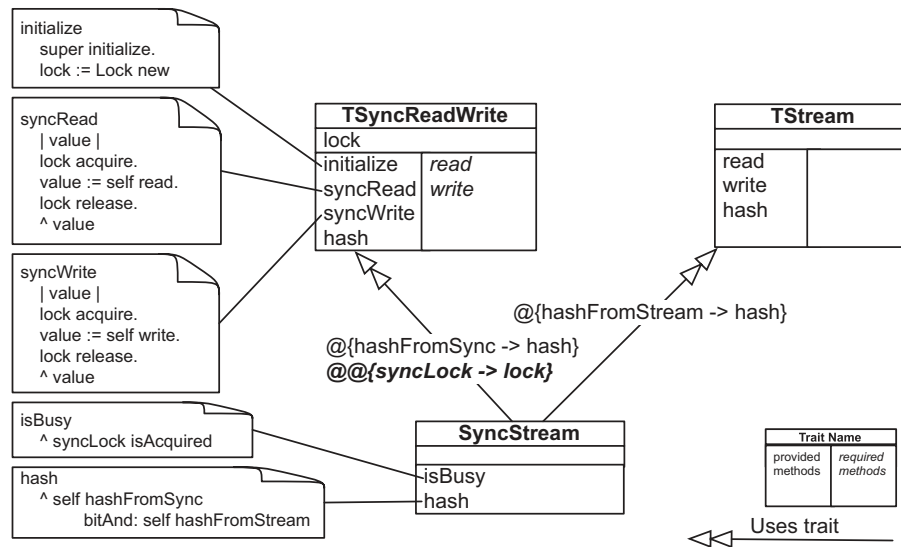 initialize
super initialize.
lock := Lock new
syncRead
| value |
lock acquire.
value := self read.
lock release.
^ value
syncWrite
| value |
lock acquire.
value := self write.
lock release.
^ value
isBusy
^ syncLock isAcquired
hash
^ self hashFromSync
bitAnd: self hashFromStream
TSyncReadWrite
lock
initialize read
syncRead write
syncWrite
hash
TStream
read
write
hash
@{hashFromSync -> hash}
@@{syncLock -> lock}
@{hashFromStream -> hash}
SyncStream
isBusy
hash
Trait Name
provided required
methods methods
Uses trait